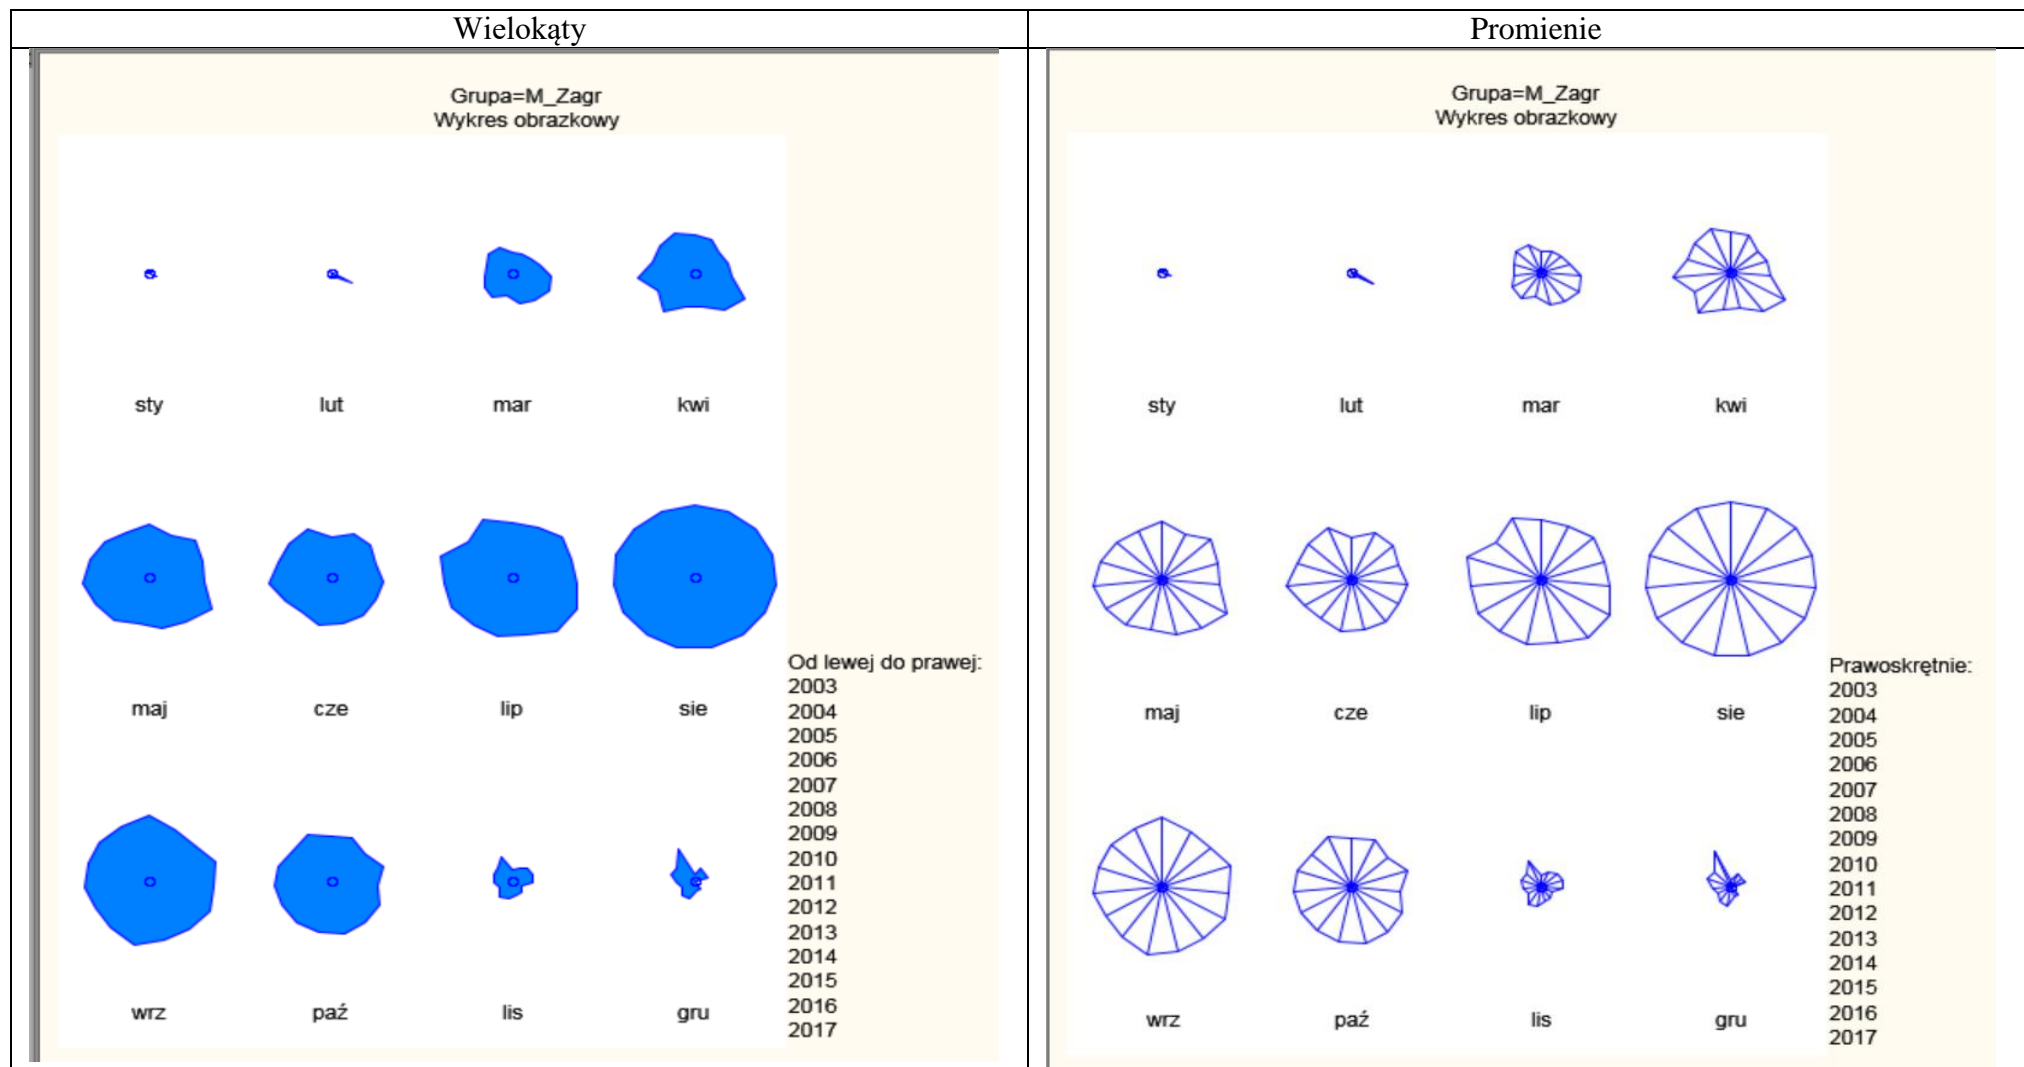 Wielokąty
Promienie
Grupa=M_Zagr
Wykres obrazkowy
sty
lut
mar
kwi
maj
cze
lip
sie
wrz
paź
lis
gru
Od lewej do prawej:
2003
2004
2005
2006
2007
2008
2009
2010
2011
2012
2013
2014
2015
2016
2017
Grupa=M_Zagr
Wykres obrazkowy
sty
lut
mar
kwi
maj
cze
lip
sie
wrz
paź
lis
gru
Prawoskrętnie:
2003
2004
2005
2006
2007
2008
2009
2010
2011
2012
2013
2014
2015
2016
2017